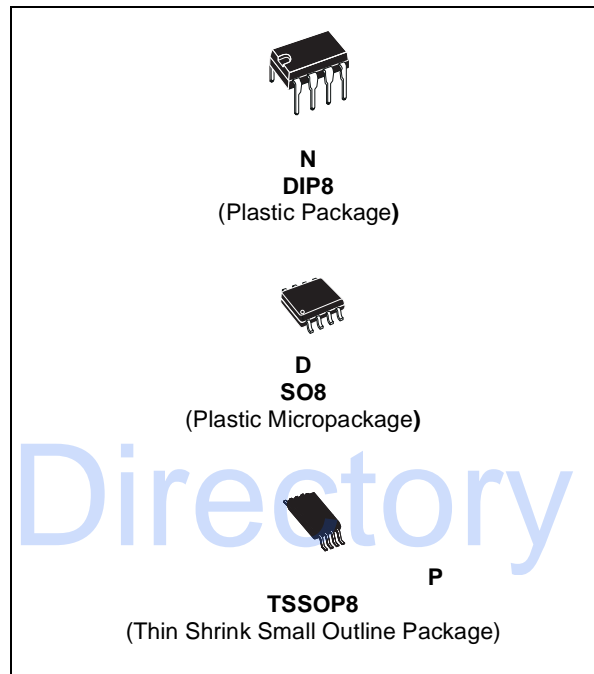 N
DIP8
(Plastic Package)
D
SO8
(Plastic Micropackage)
Directory
P
TSSOP8
(Thin Shrink Small Outline Package)